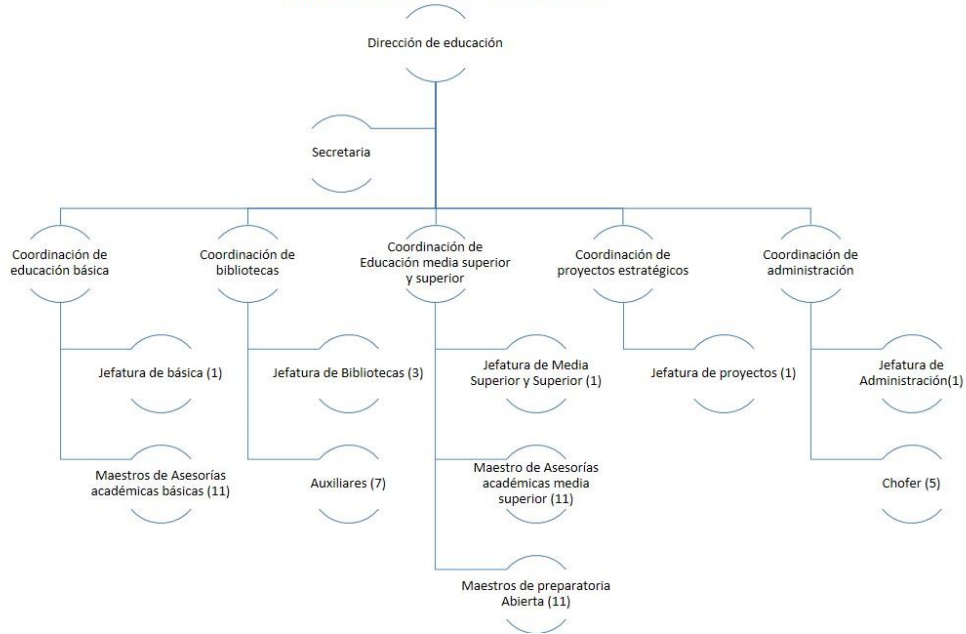 Dirección de educación
Secretaria
Coordinación de
educación básica
Coordinación de
bibliotecas
Coordinación de
Educación media superior
y superior
Coordinación de
proyectos estratégicos
Coordinación de
administración
Jefatura de básica (1)
Jefatura de Bibliotecas (3)
Jefatura de Media
Superior y Superior (1)
Jefatura de proyectos (1)
Jefatura de
Administración(1)
Maestros de Asesorías
académicas básicas (11)
Auxiliares (7)
Maestro de Asesorías
académicas media
superior (11)
Chofer (5)
Maestros de preparatoria
Abierta (11)